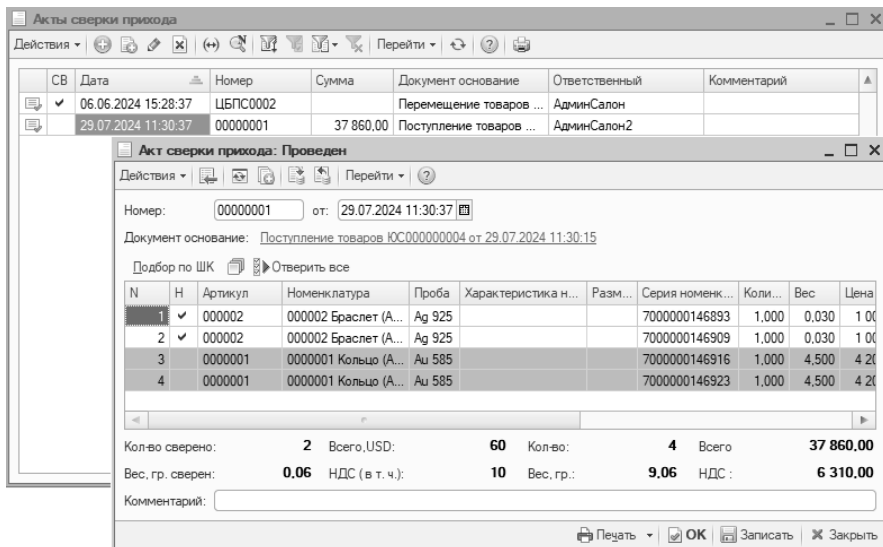 Акты сверки прихода
Действия Перейти
СВ Дата Номер Сумма Документ основание Ответственный Комментарий
06.06.2024 15:28:37 ЦБПС0002 Перемещение товаров ... АдминСалон
29.07.2024 11:30:37 00000001 37 860,00 Поступление товаров ... АдминСалон2
Акт сверки прихода: Проведен
Действия Перейти
Номер: 00000001 от: 29.07.2024 11:30:37
Документ основание: Поступление товаров ЮС000000004 от 29.07.2024 11:30:15
Подбор по ШК Отверить все
N Н Артикул Номенклатура Проба Характеристика н... Разм... Серия номенк... Коли... Вес Цена
1 000002 000002 Браслет (А... Ag 925 7000000146893 1,000 0,030 1 00
2 000002 000002 Браслет (А... Ag 925 7000000146909 1,000 0,030 1 00
3 0000001 0000001 Кольцо (А... Au 585 7000000146916 1,000 4,500 4 20
4 0000001 0000001 Кольцо (А... Au 585 7000000146923 1,000 4,500 4 20
Кол-во сверено: 2 Всего,USD: 60 Кол-во: 4 Всего 37 860,00
Вес, гр. сверен: 0,06 НДС ( в т. ч.): 10 Вес, гр.: 9,06 НДС : 6 310,00
Комментарий:
Печать OK Записать Закрыть